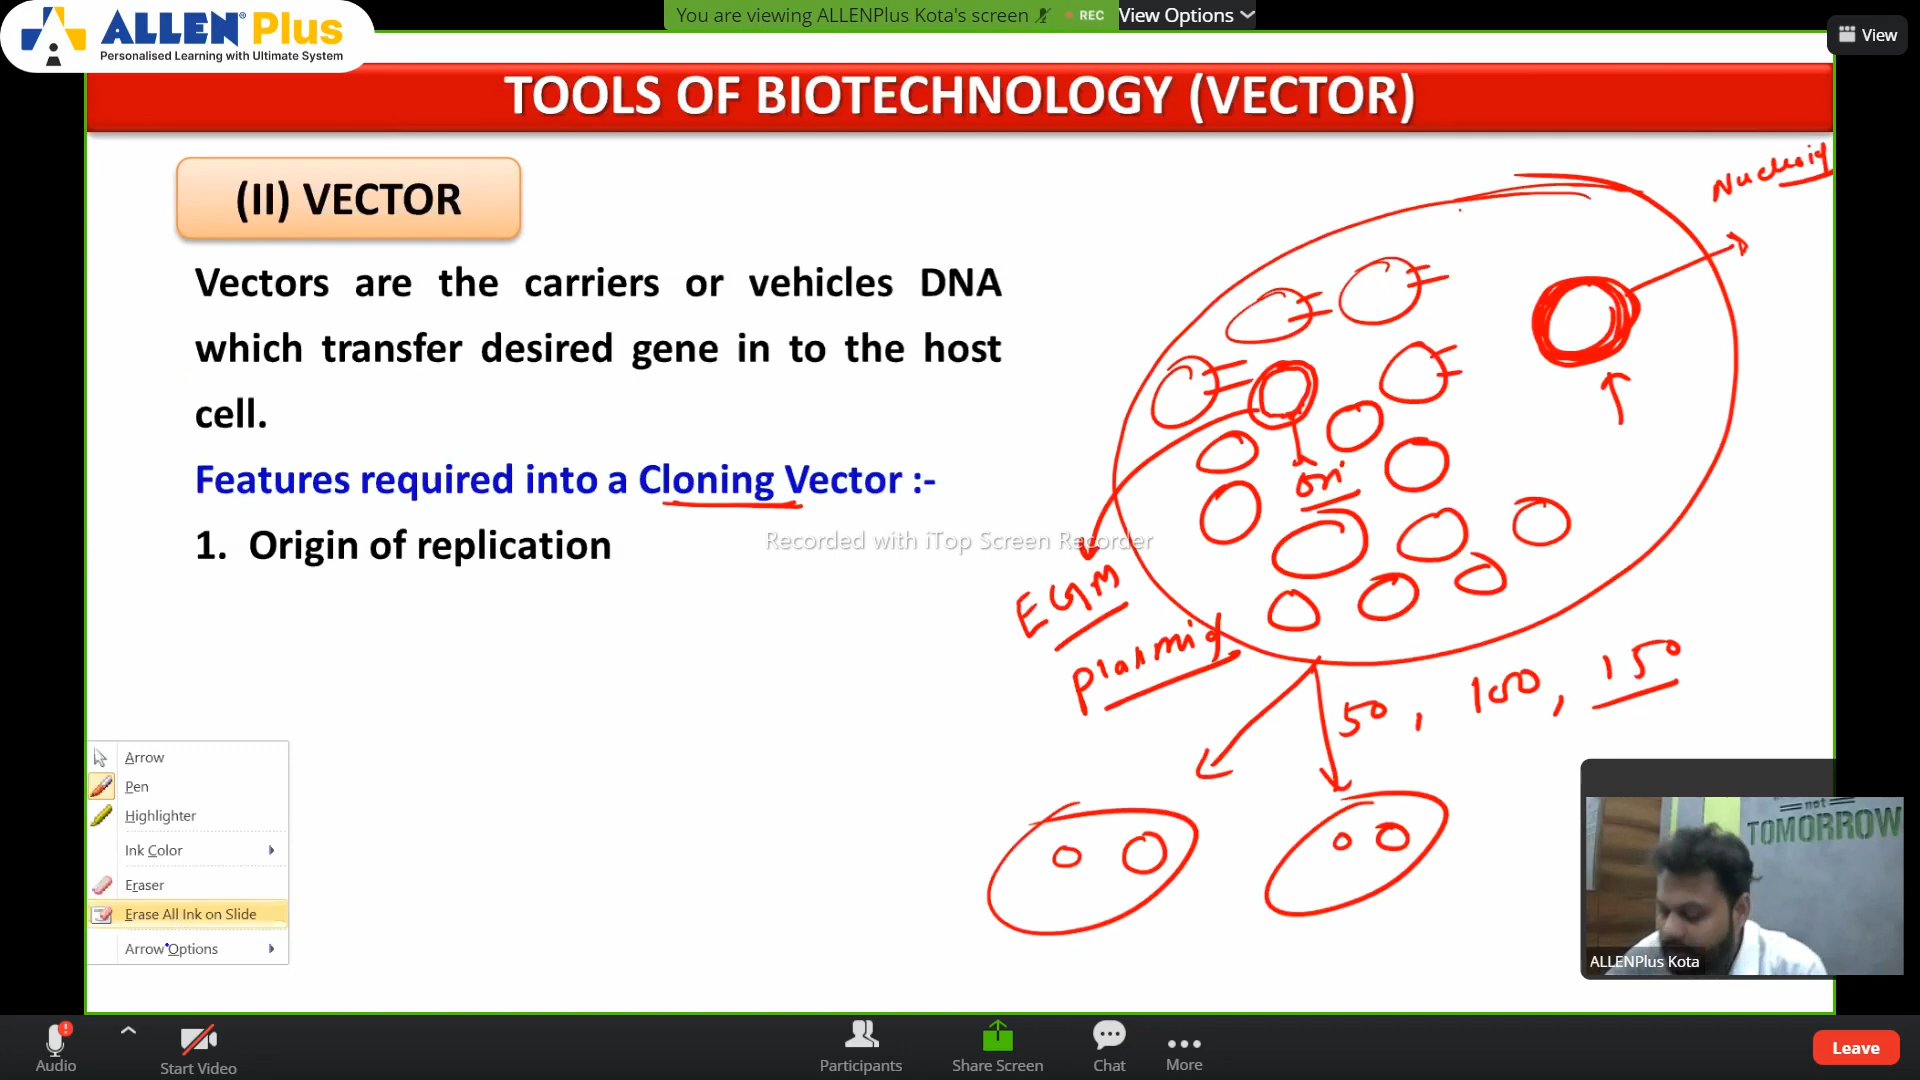 You are viewing ALLENPlus Kota's screen
REC
View Options
View
ALLEN Plus
Personalised Learning with Ultimate System
TOOLS OF BIOTECHNOLOGY (VECTOR)
(II) VECTOR
Nucleoid
Vectors are the carriers or vehicles DNA
which transfer desired gene in to the host
cell.
Features required into a Cloning Vector :-
ori
1. Origin of replication
Recorded with iTop Screen Recorder
EGM
Plasmid
50, 100, 150
Arrow
Pen
Highlighter
Ink Color
Eraser
Erase All Ink on Slide
Arrow Options
not
TOMORROW
ALLENPlus Kota
Audio
Start Video
Participants
Share Screen
Chat
More
Leave